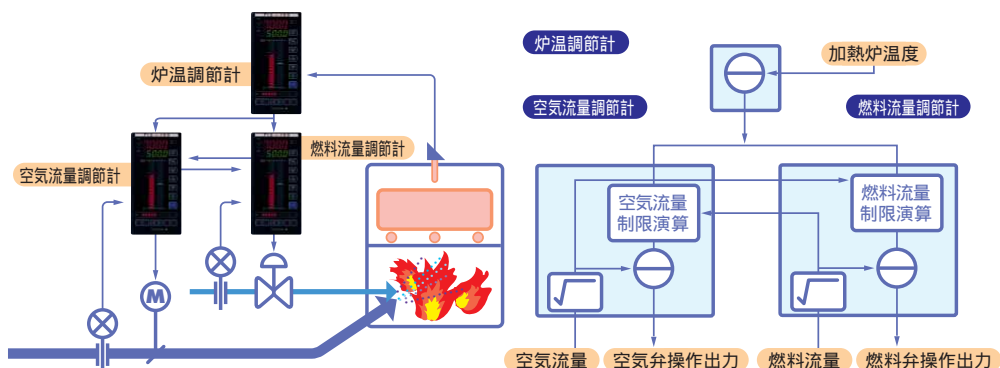 炉温調節計
燃料流量調節計
空気流量調節計
M
炉温調節計
加熱炉温度
空気流量調節計
燃料流量調節計
空気流量
制限演算
燃料流量
制限演算
空気流量
空気弁操作出力
燃料流量
燃料弁操作出力